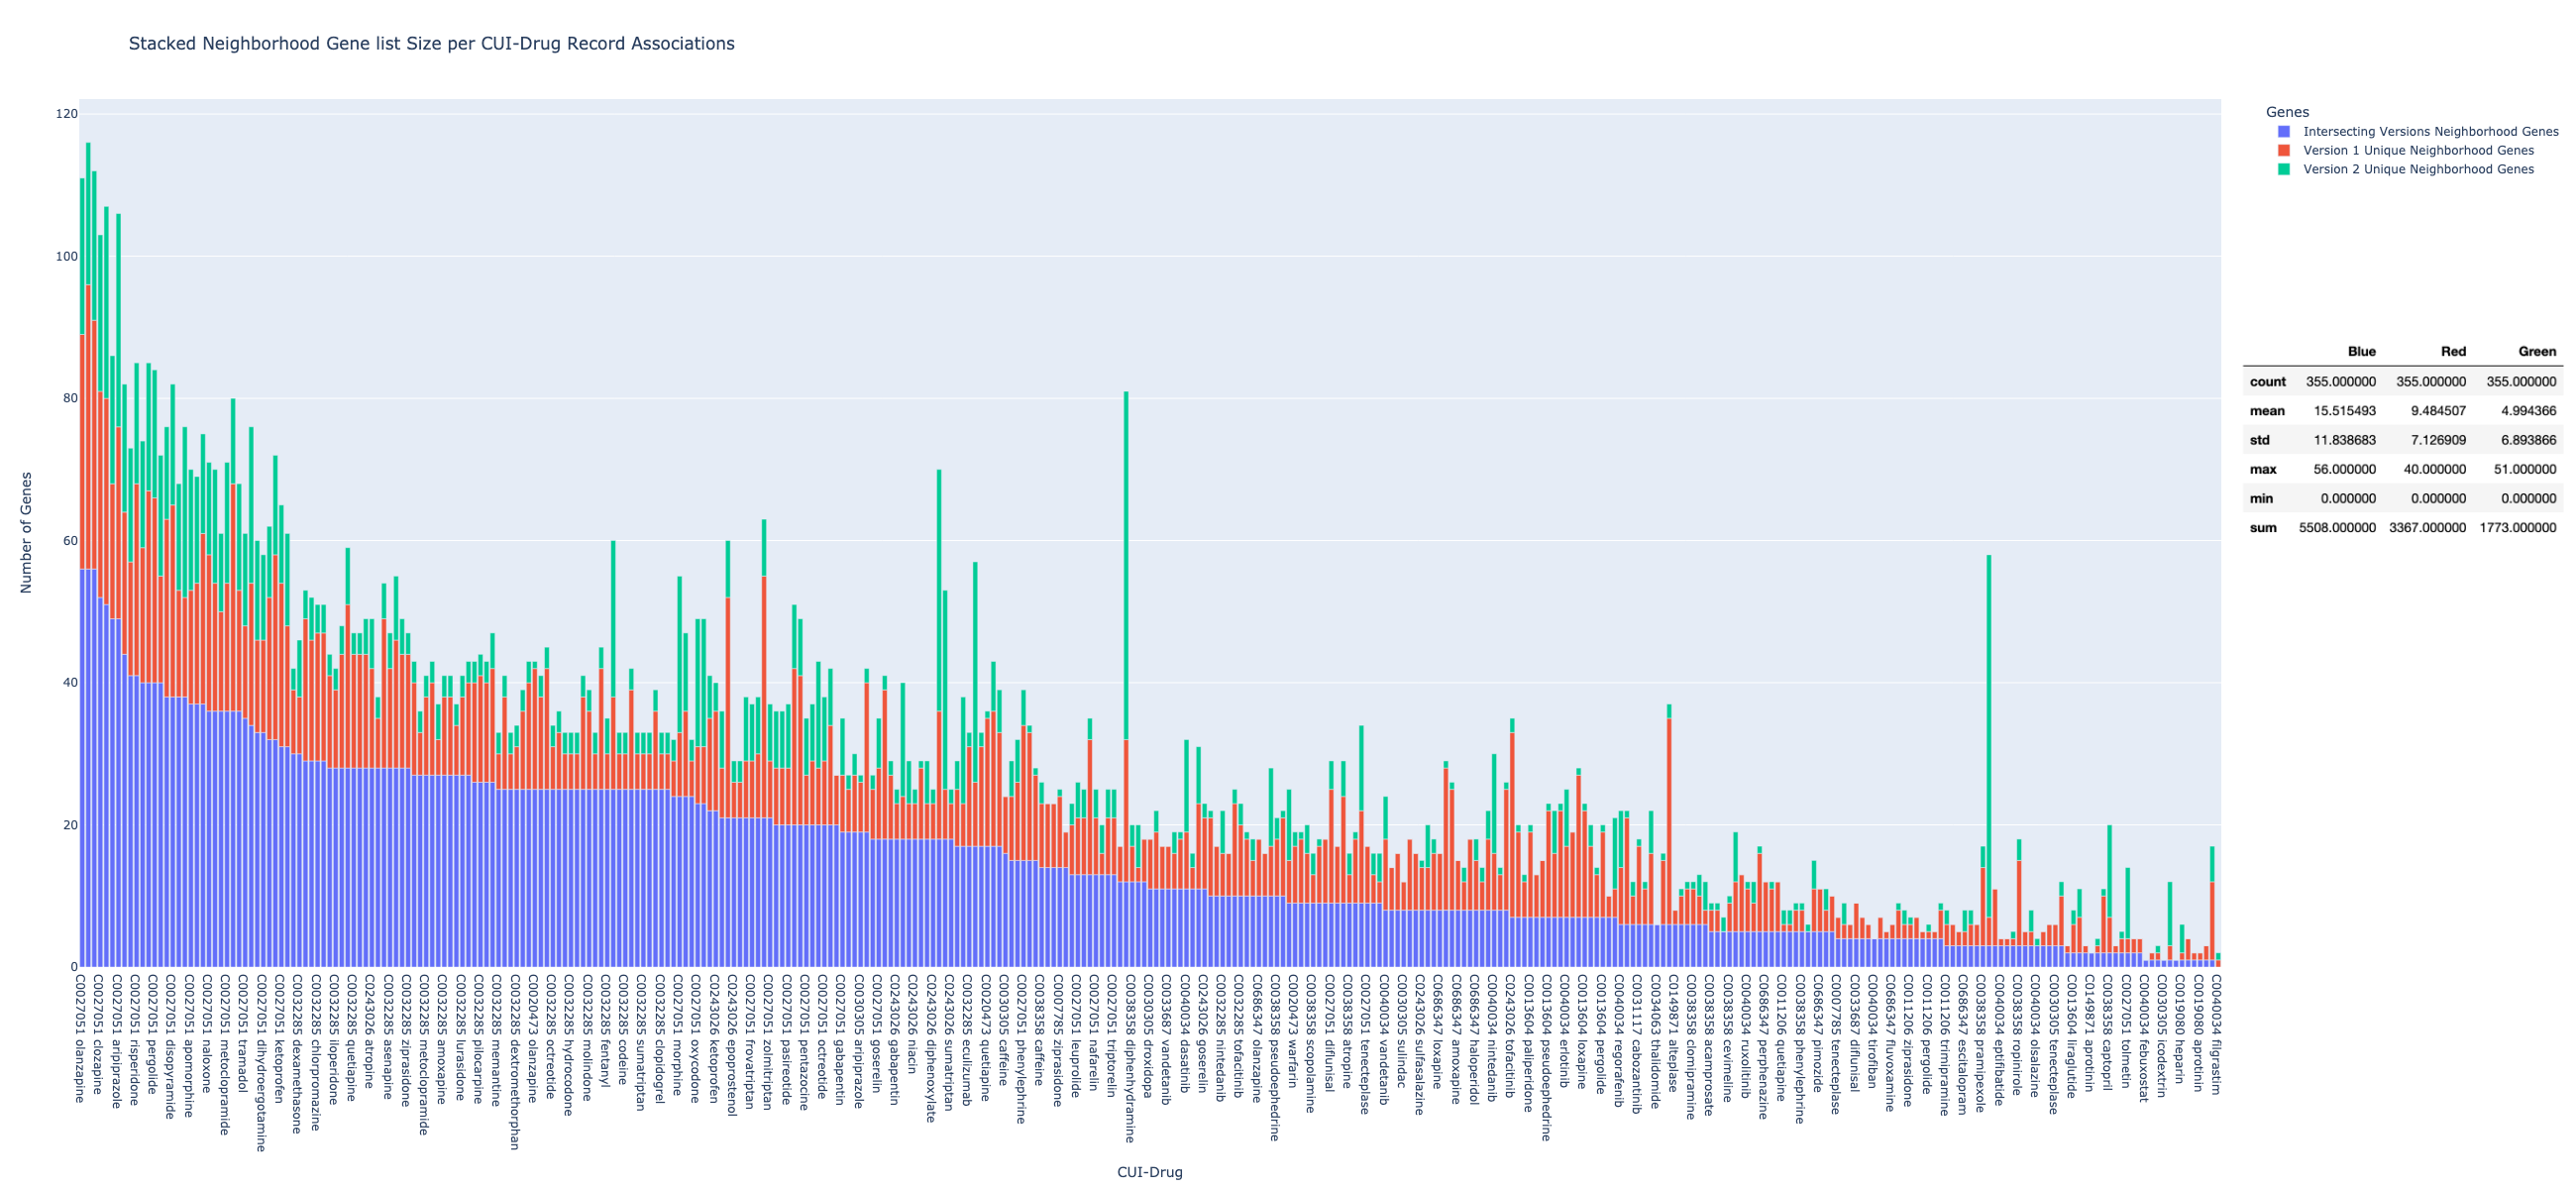 Stacked Neighborhood Gene list Size per CUI-Drug Record Associations
Genes
Intersecting Versions Neighborhood Genes
Version 1 Unique Neighborhood Genes
Version 2 Unique Neighborhood Genes
120
100
80
60
40
20
0
Number of Genes
Blue Red Green
count 355.000000 355.000000 355.000000
mean 15.515493 9.484507 4.994366
std 11.838683 7.126909 6.893866
max 56.000000 40.000000 51.000000
min 0.000000 0.000000 0.000000
sum 5508.000000 3367.000000 1773.000000
C0027051 olanzapine
C0027051 clozapine
C0027051 aripiprazole
C0027051 risperidone
C0027051 pergolide
C0027051 disopyramide
C0027051 apomorphine
C0027051 naloxone
C0027051 metoclopramide
C0027051 tramadol
C0027051 dihydroergotamine
C0027051 ketoprofen
C0032285 dexamethasone
C0032285 chlorpromazine
C0032285 iloperidone
C0032285 quetiapine
C0243026 atropine
C0032285 asenapine
C0032285 ziprasidone
C0032285 metoclopramide
C0032285 amoxapine
C0032285 lurasidone
C0032285 pilocarpine
C0032285 memantine
C0032285 dextromethorphan
C0020473 olanzapine
C0032285 octreotide
C0032285 hydrocodone
C0032285 molindone
C0032285 fentanyl
C0032285 codeine
C0032285 sumatriptan
C0032285 clopidogrel
C0027051 morphine
C0027051 oxycodone
C0243026 ketoprofen
C0243026 epoprostenol
C0027051 frovatriptan
C0027051 zolmitriptan
C0027051 pasireotide
C0027051 pentazocine
C0027051 octreotide
C0027051 gabapentin
C0030305 aripiprazole
C0027051 goserelin
C0243026 gabapentin
C0243026 niacin
C0243026 diphenoxylate
C0243026 sumatriptan
C0032285 eculizumab
C0020473 quetiapine
C0030305 caffeine
C0027051 phenylephrine
C0038358 caffeine
C0007785 ziprasidone
C0027051 leuprolide
C0027051 nafarelin
C0027051 triptorelin
C0038358 diphenhydramine
C0030305 droxidopa
C0033687 vandetanib
C0040034 dasatinib
C0243026 goserelin
C0032285 nintedanib
C0032285 tofacitinib
C0686347 olanzapine
C0038358 pseudoephedrine
C0020473 warfarin
C0038358 scopolamine
C0027051 diflunisal
C0038358 atropine
C0027051 tenecteplase
C0040034 vandetanib
C0030305 sulindac
C0243026 sulfasalazine
C0686347 loxapine
C0686347 amoxapine
C0686347 haloperidol
C0040034 nintedanib
C0243026 tofacitinib
C0013604 paliperidone
C0013604 pseudoephedrine
C0040034 erlotinib
C0013604 loxapine
C0013604 pergolide
C0040034 regorafenib
C0031117 cabozantinib
C0034063 thalidomide
C0149871 alteplase
C0038358 clomipramine
C0038358 acamprosate
C0038358 cevimeline
C0040034 ruxolitinib
C0686347 perphenazine
C0011206 quetiapine
C0038358 phenylephrine
C0686347 pimozide
C0007785 tenecteplase
C0033687 diflunisal
C0040034 tirofiban
C0686347 fluvoxamine
C0011206 ziprasidone
C0011206 pergolide
C0011206 trimipramine
C0686347 escitalopram
C0038358 pramipexole
C0040034 eptifibatide
C0038358 ropinirole
C0040034 olsalazine
C0030305 tenecteplase
C0013604 liraglutide
C0149871 aprotinin
C0038358 captopril
C0027051 tolmetin
C0040034 febuxostat
C0030305 icodextrin
C0019080 heparin
C0019080 aprotinin
C0040034 filgrastim
CUI-Drug